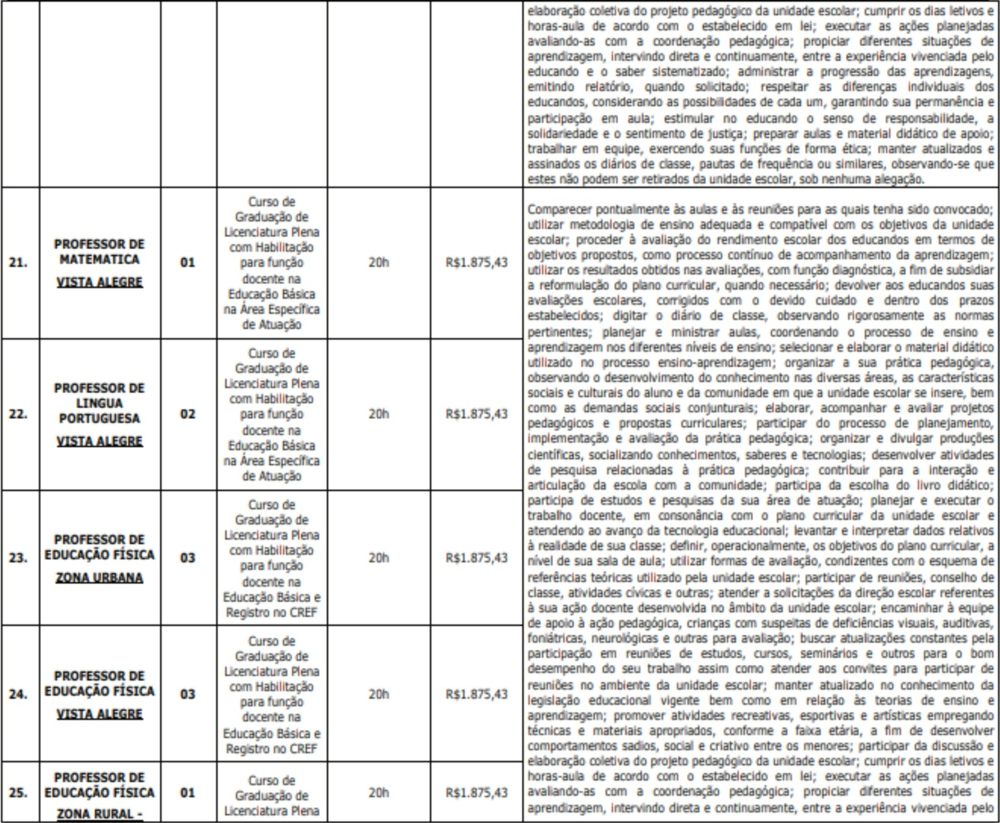 elaboração coletiva do projeto pedagógico da unidade escolar; cumprir os dias letivos e
horas-aula de acordo com o estabelecido em lei; executar as ações planejadas
avaliando-as com a coordenação pedagógica; propiciar diferentes situações de
aprendizagem, intervindo direta e continuamente, entre a experiência vivenciada pelo
educando e o saber sistematizado; administrar a progressão das aprendizagens,
emitindo relatório, quando solicitado; respeitar as diferenças individuais dos
educandos, considerando as possibilidades de cada um, garantindo sua permanência e
participação em aula; estimular no educando o senso de responsabilidade, a
solidariedade e o sentimento de justiça; preparar aulas e material didático de apoio;
trabalhar em equipe, exercendo suas funções de forma ética; manter atualizados e
assinados os diários de classe, pautas de frequência ou similares, observando-se que
estes não podem ser retirados da unidade escolar, sob nenhuma alegação.
21.
PROFESSOR DE
MATEMATICA
VISTA ALEGRE
01
Curso de
Graduação de
Licenciatura Plena
com Habilitação
para função
docente na
Educação Básica
na Área Específica
de Atuação
20h
R$1.875,43
22.
PROFESSOR DE
LINGUA
PORTUGUESA
VISTA ALEGRE
02
Curso de
Graduação de
Licenciatura Plena
com Habilitação
para função
docente na
Educação Básica
na Área Específica
de Atuação
20h
R$1.875,43
23.
PROFESSOR DE
EDUCAÇÃO FÍSICA
ZONA URBANA
03
Curso de
Graduação de
Licenciatura Plena
com Habilitação
para função
docente na
Educação Básica e
Registro no CREF
20h
R$1.875,43
24.
PROFESSOR DE
EDUCAÇÃO FÍSICA
VISTA ALEGRE
03
Curso de
Graduação de
Licenciatura Plena
com Habilitação
para função
docente na
Educação Básica e
Registro no CREF
20h
R$1.875,43
25.
PROFESSOR DE
EDUCAÇÃO FÍSICA
ZONA RURAL -
01
Curso de
Graduação de
Licenciatura Plena
20h
R$1.875,43
Comparecer pontualmente às aulas e às reuniões para as quais tenha sido convocado;
utilizar metodologia de ensino adequada e compatível com os objetivos da unidade
escolar; proceder à avaliação do rendimento escolar dos educandos em termos de
objetivos propostos, como processo contínuo de acompanhamento da aprendizagem;
utilizar os resultados obtidos nas avaliações, com função diagnóstica, a fim de subsidiar
a reformulação do plano curricular, quando necessário; devolver aos educandos suas
avaliações escolares, corrigidos com o devido cuidado e dentro dos prazos
estabelecidos; digitar o diário de classe, observando rigorosamente as normas
pertinentes; planejar e ministrar aulas, coordenando o processo de ensino e
aprendizagem nos diferentes níveis de ensino; selecionar e elaborar o material didático
utilizado no processo ensino-aprendizagem; organizar a sua prática pedagógica,
observando o desenvolvimento do conhecimento nas diversas áreas, as características
sociais e culturais do aluno e da comunidade em que a unidade escolar se insere, bem
como as demandas sociais conjunturais; elaborar, acompanhar e avaliar projetos
pedagógicos e propostas curriculares; participar do processo de planejamento,
implementação e avaliação da prática pedagógica; organizar e divulgar produções
científicas, socializando conhecimentos, saberes e tecnologias; desenvolver atividades
de pesquisa relacionadas à prática pedagógica; contribuir para a interação e
articulação da escola com a comunidade; participa da escolha do livro didático;
participa de estudos e pesquisas da sua área de atuação; planejar e executar o
trabalho docente, em consonância com o plano curricular da unidade escolar e
atendendo ao avanço da tecnologia educacional; levantar e interpretar dados relativos
à realidade de sua classe; definir, operacionalmente, os objetivos do plano curricular, a
nível de sua sala de aula; utilizar formas de avaliação, condizentes com o esquema de
referências teóricas utilizado pela unidade escolar; participar de reuniões, conselho de
classe, atividades cívicas e outras; atender a solicitações da direção escolar referentes
à sua ação docente desenvolvida no âmbito da unidade escolar; encaminhar à equipe
de apoio à ação pedagógica, crianças com suspeitas de deficiências visuais, auditivas,
foniátricas, neurológicas e outras para avaliação; buscar atualizações constantes pela
participação em reuniões de estudos, cursos, seminários e outros para o bom
desempenho do seu trabalho assim como atender aos convites para participar de
reuniões no ambiente da unidade escolar; manter atualizado no conhecimento da
legislação educacional vigente bem como em relação às teorias de ensino e
aprendizagem; promover atividades recreativas, esportivas e artísticas empregando
técnicas e materiais apropriados, conforme a faixa etária, a fim de desenvolver
comportamentos sadios, social e criativo entre os menores; participar da discussão e
elaboração coletiva do projeto pedagógico da unidade escolar; cumprir os dias letivos e
horas-aula de acordo com o estabelecido em lei; executar as ações planejadas
avaliando-as com a coordenação pedagógica; propiciar diferentes situações de
aprendizagem, intervindo direta e continuamente, entre a experiência vivenciada pelo